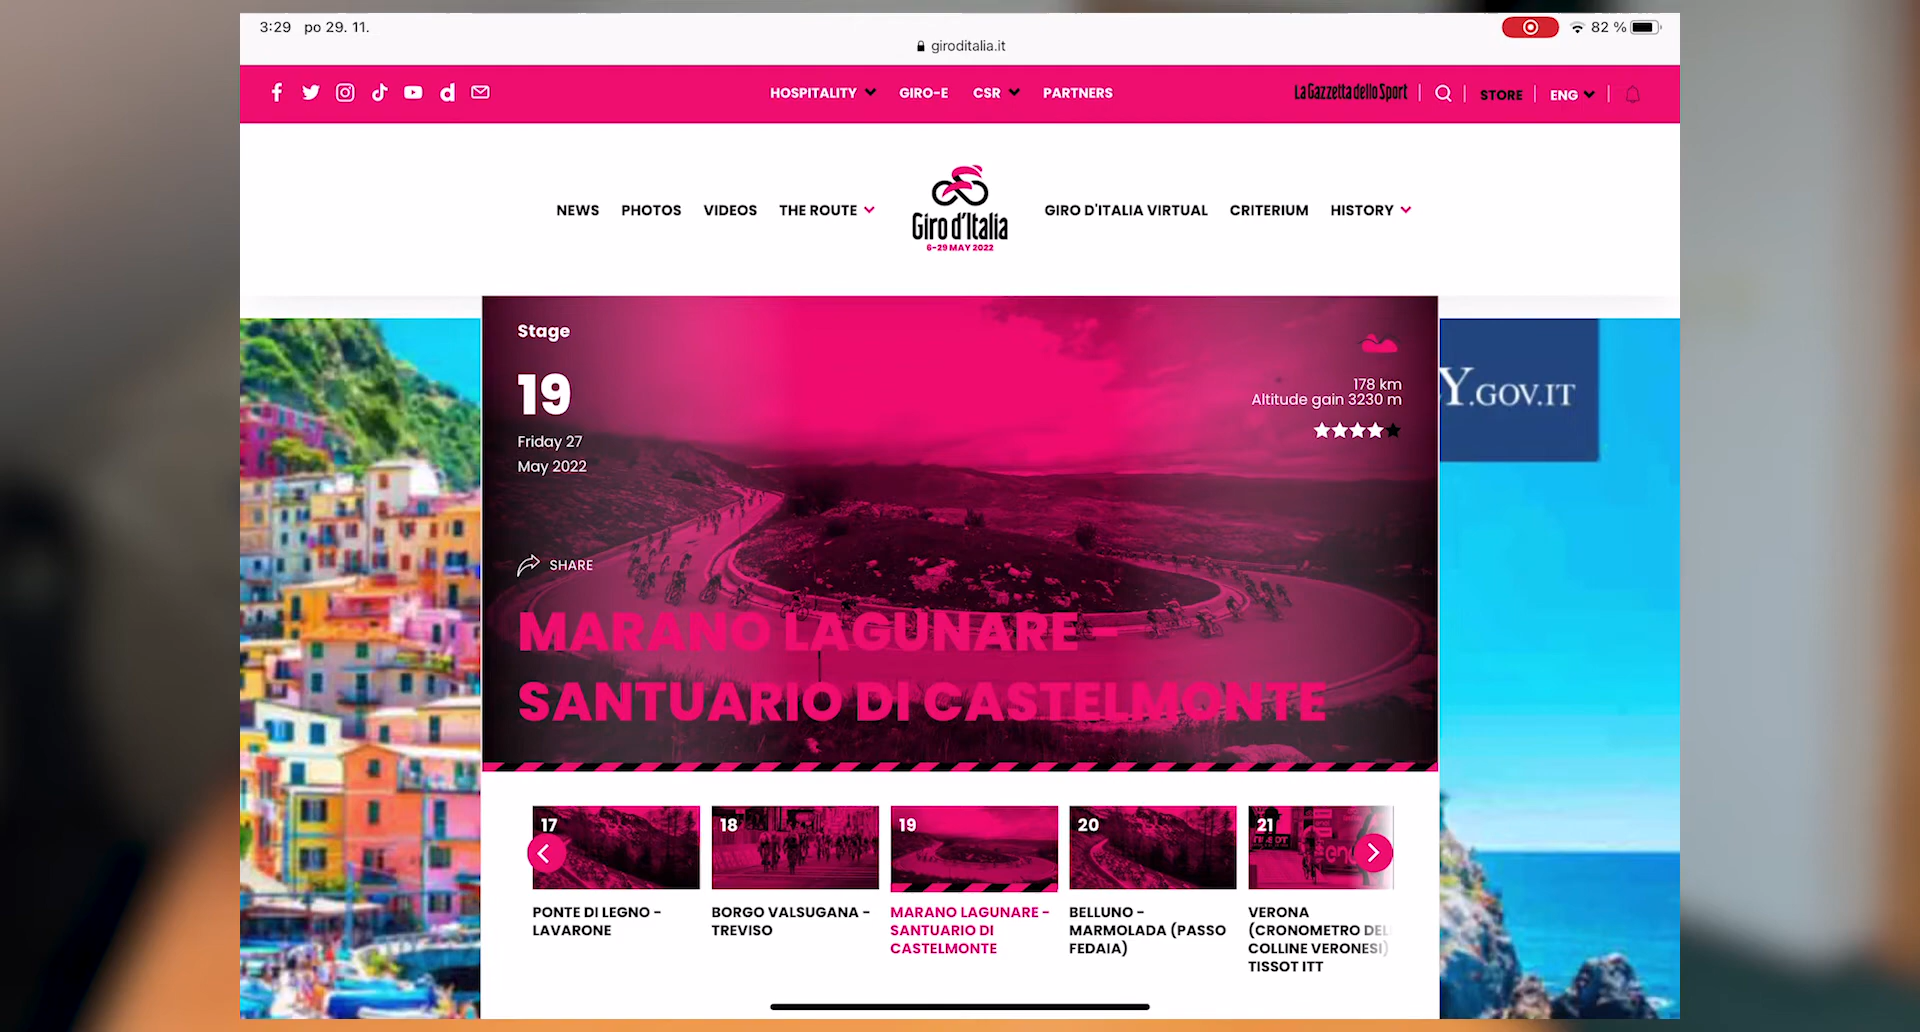 3:29 po 29. 11.
82 %
giroditalia.it
HOSPITALITY GIRO-E CSR PARTNERS
La Gazzetta dello Sport
STORE
ENG
NEWS PHOTOS VIDEOS THE ROUTE
Giro d'Italia
6-29 MAY 2022
GIRO D'ITALIA VIRTUAL CRITERIUM HISTORY
Stage
19
Friday 27
May 2022
178 km
Altitude gain 3230 m
Y.GOV.IT
SHARE
MARANO LAGUNARE –
SANTUARIO DI CASTELMONTE
17
18
19
20
21
PONTE DI LEGNO -
LAVARONE
BORGO VALSUGANA -
TREVISO
MARANO LAGUNARE -
SANTUARIO DI
CASTELMONTE
BELLUNO -
MARMOLADA (PASSO
FEDAIA)
VERONA
(CRONOMETRO DEL
COLLINE VERONESI)
TISSOT ITT